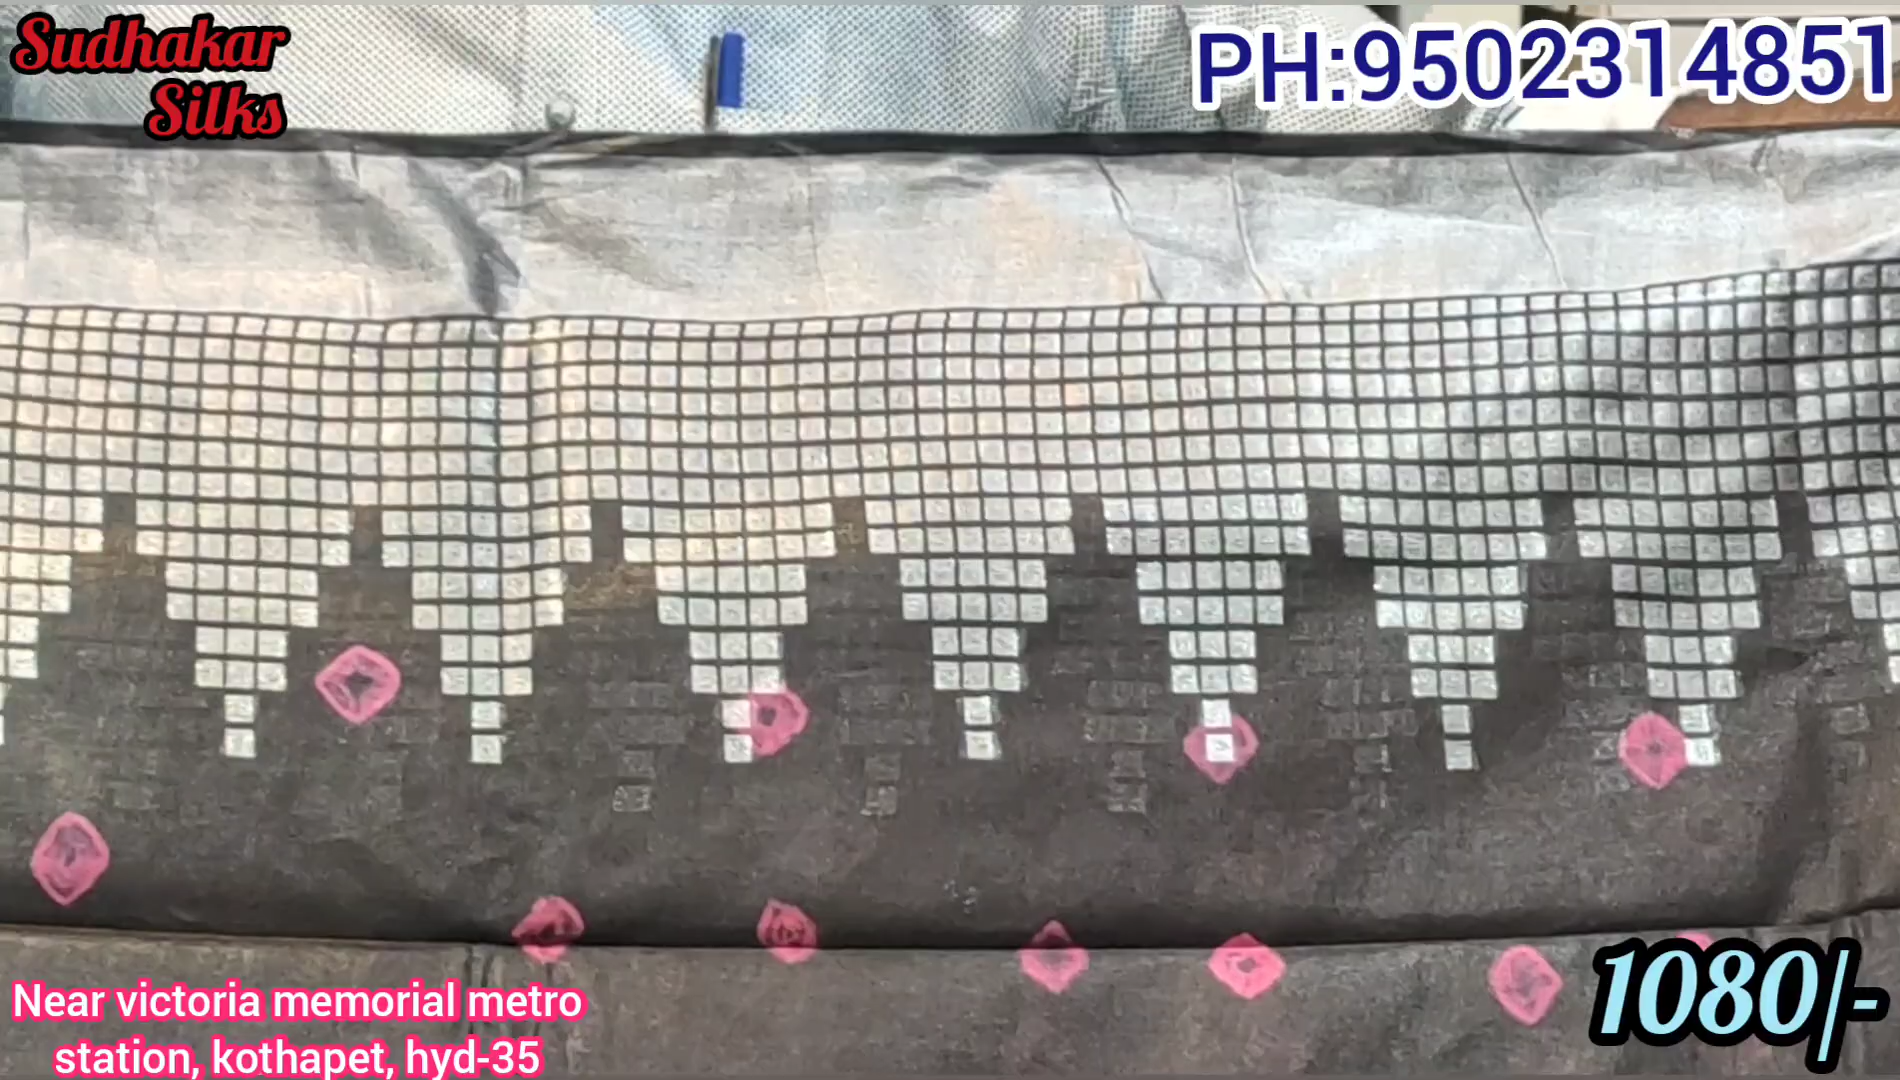 Sudhakar
Silks
PH:9502314851
Near victoria memorial metro
station, kothapet, hyd-35
1080/-